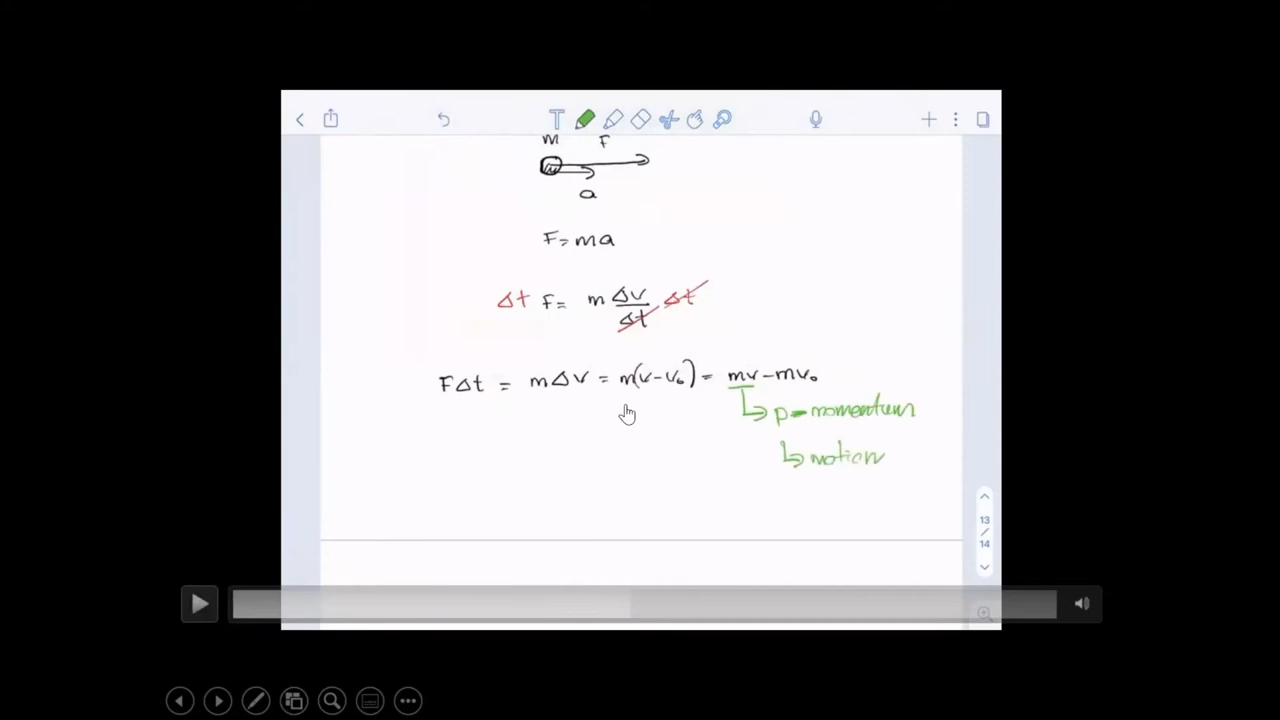 m F
a
F = ma
Δt F = m Δv/Δt Δt
FΔt = mΔv = m(v-v₀) = mv-mv₀
↳ p-momentum
↳ motion
13
/
14